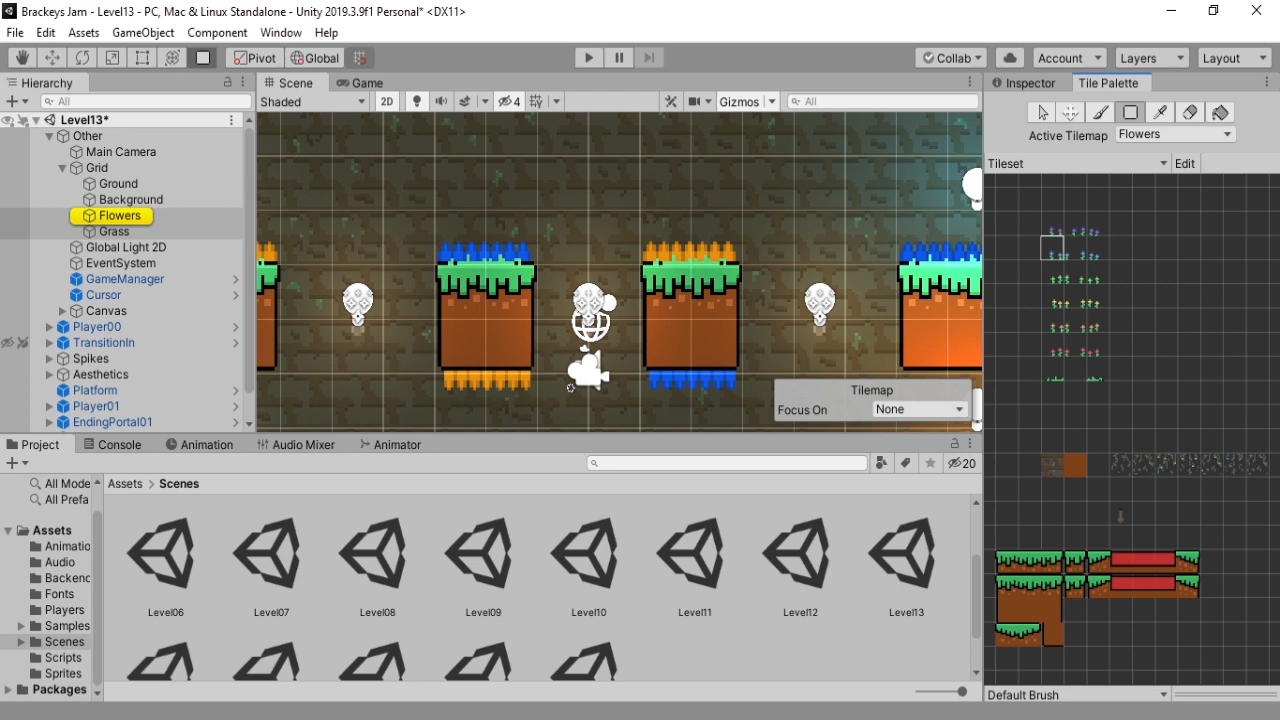 Brackeys Jam - Level13 - PC, Mac & Linux Standalone - Unity 2019.3.9f1 Personal* <DX11>
File Edit Assets GameObject Component Window Help
Pivot Global Collab Account Layers Layout
Hierarchy Scene Game Inspector Tile Palette
All Shaded 2D 4 Gizmos All
Level13*
Other
Main Camera
Grid
Ground
Background
Flowers
Grass
Global Light 2D
EventSystem
GameManager
Cursor
Canvas
Player00
TransitionIn
Spikes
Aesthetics
Platform
Player01
EndingPortal01
Tilemap
Focus On None
Active Tilemap Flowers
Tileset Edit
Project Console Animation Audio Mixer Animator
20
All Mode
All Prefa
Assets
Animatio
Audio
Backenc
Fonts
Players
Samples
Scenes
Scripts
Sprites
Packages
Assets > Scenes
Level06 Level07 Level08 Level09 Level10 Level11 Level12 Level13
Default Brush